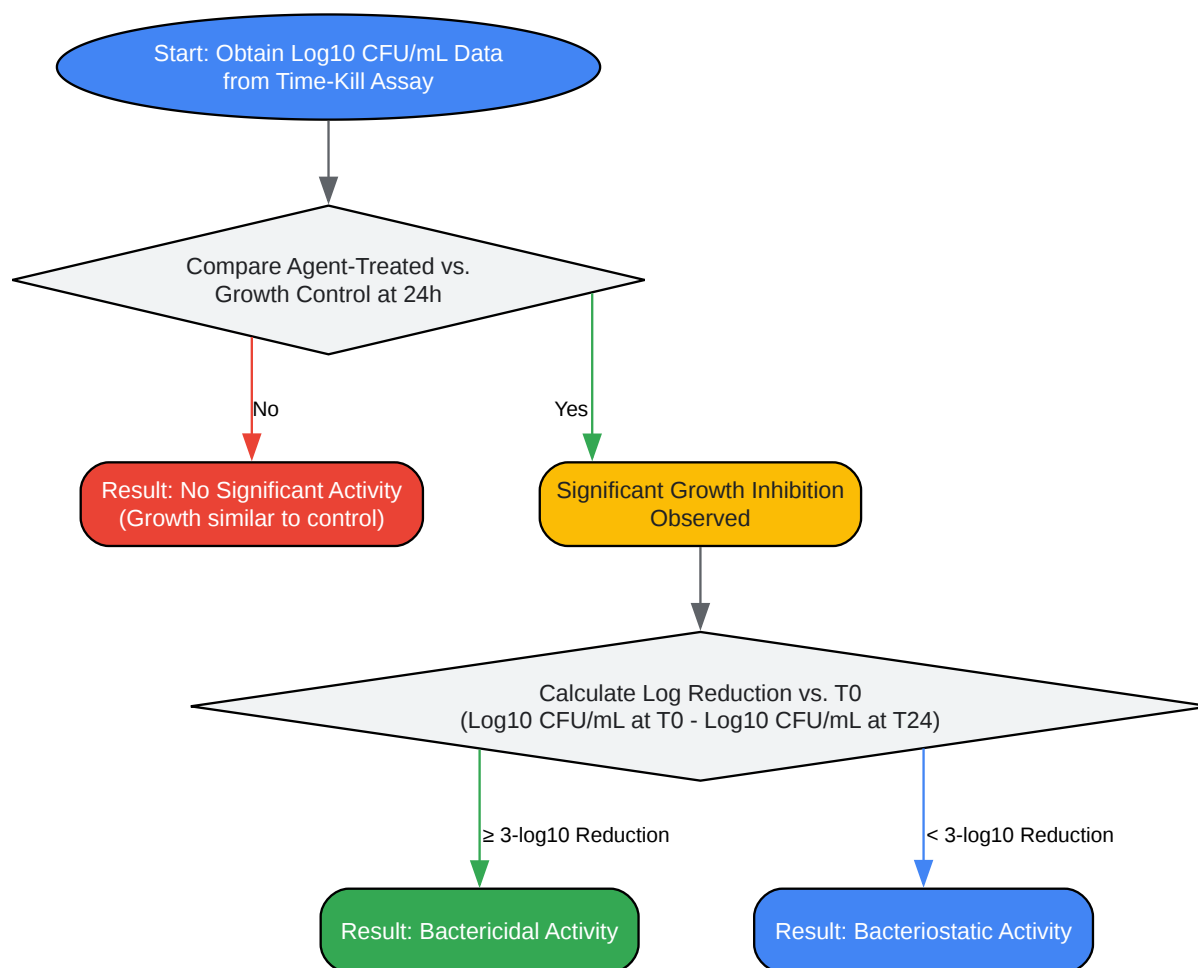 Start: Obtain Log10 CFU/mL Data
from Time-Kill Assay
Compare Agent-Treated vs.
Growth Control at 24h
No
Yes
Result: No Significant Activity
(Growth similar to control)
Significant Growth Inhibition
Observed
Calculate Log Reduction vs. T0
(Log10 CFU/mL at T0 - Log10 CFU/mL at T24)
≥ 3-log10 Reduction
< 3-log10 Reduction
Result: Bactericidal Activity
Result: Bacteriostatic Activity